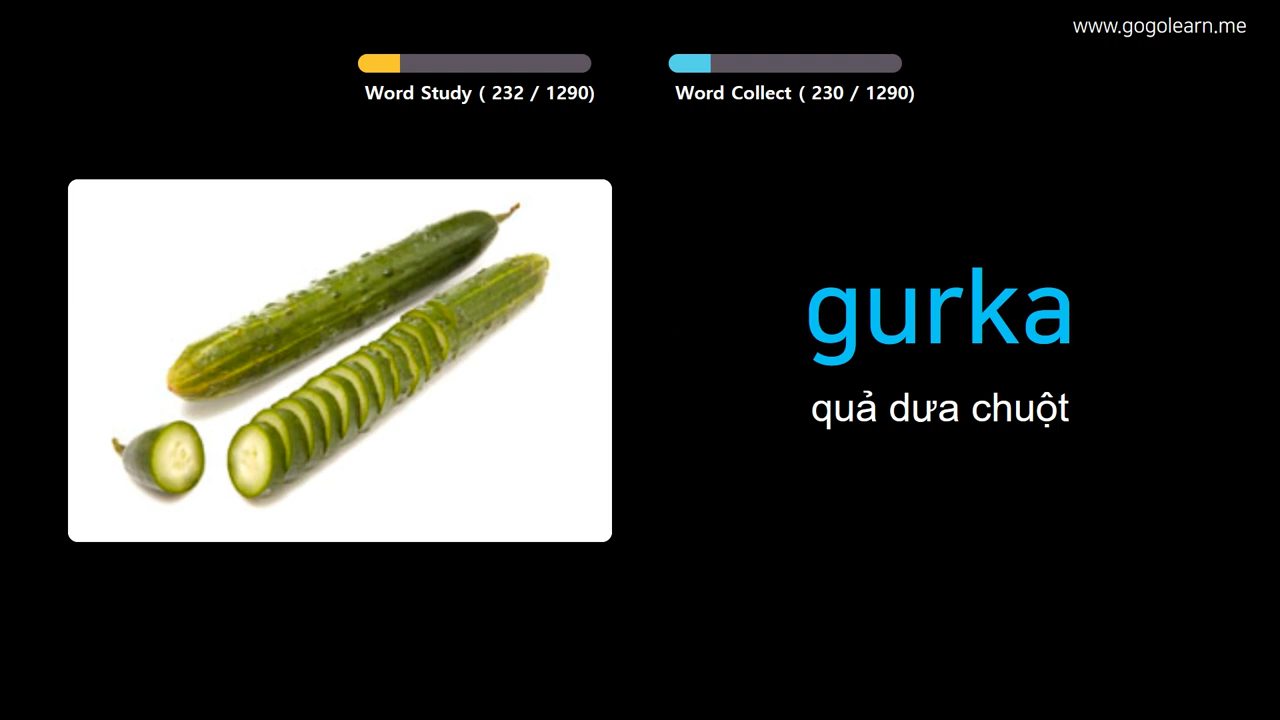 www.gogolearn.me
Word Study ( 232 / 1290)
Word Collect ( 230 / 1290)
gurka
quả dưa chuột